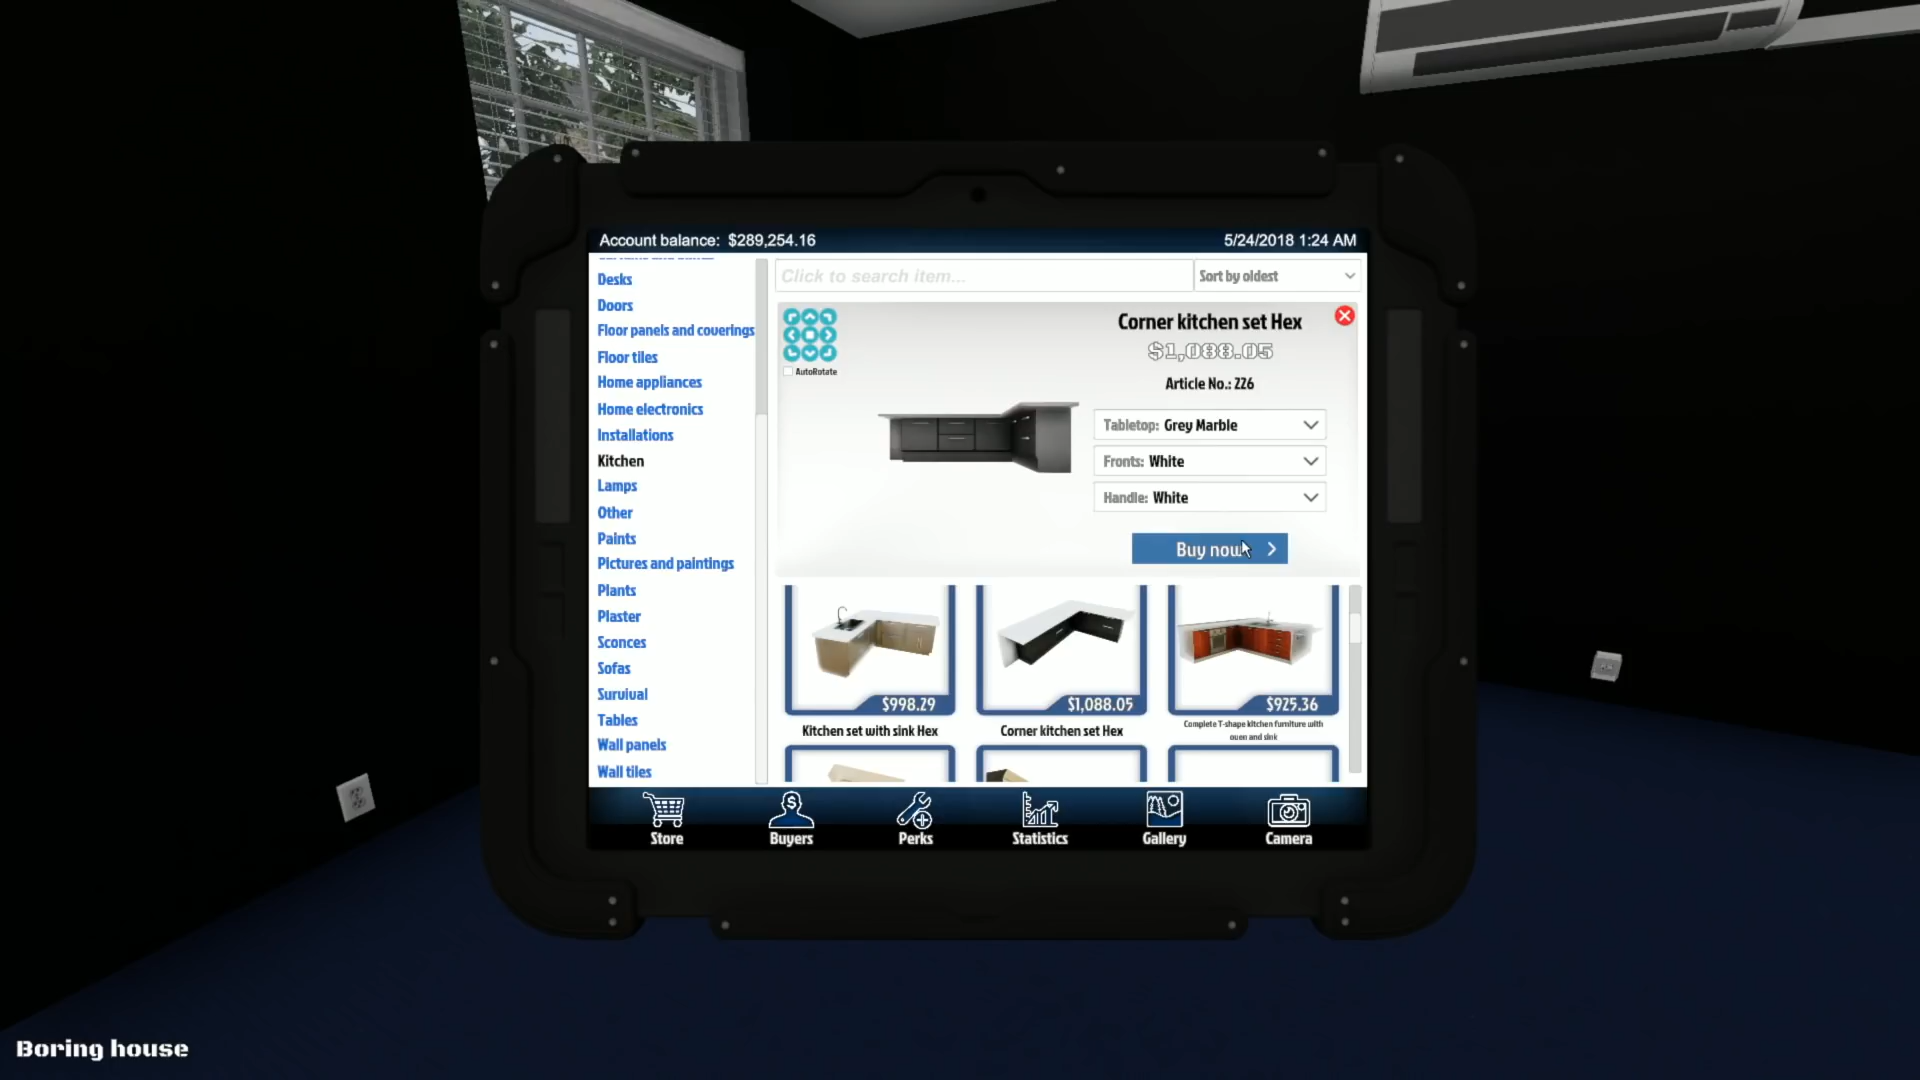 Account balance: $289,254.16
5/24/2018 1:24 AM
Desks
Doors
Floor panels and coverings
Floor tiles
Home appliances
Home electronics
Installations
Kitchen
Lamps
Other
Paints
Pictures and paintings
Plants
Plaster
Sconces
Sofas
Survival
Tables
Wall panels
Wall tiles
Click to search item...
Sort by oldest
AutoRotate
Corner kitchen set Hex
$1,088.05
Article No.: 226
Tabletop: Grey Marble
Fronts: White
Handle: White
Buy now
$998.29
Kitchen set with sink Hex
$1,088.05
Corner kitchen set Hex
$925.36
Complete T-shape kitchen furniture with
oven and sink
Store
Buyers
Perks
Statistics
Gallery
Camera
Boring house